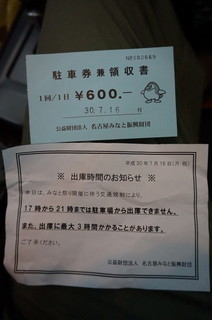 駐車券兼領収書
1回/1日 ￥600.—
30.7.16
公益財団法人 名古屋みなと振興財団
平成30年7月16日(月・祝)
※ 出庫時間のお知らせ ※
本日は、みなと祭り開催に伴う交通規制により、
17時から21時までは駐車場から出庫できません。
また、出庫に最大3時間かかることがあります。
ご了承ください。
公益財団法人 名古屋みなと振興財団